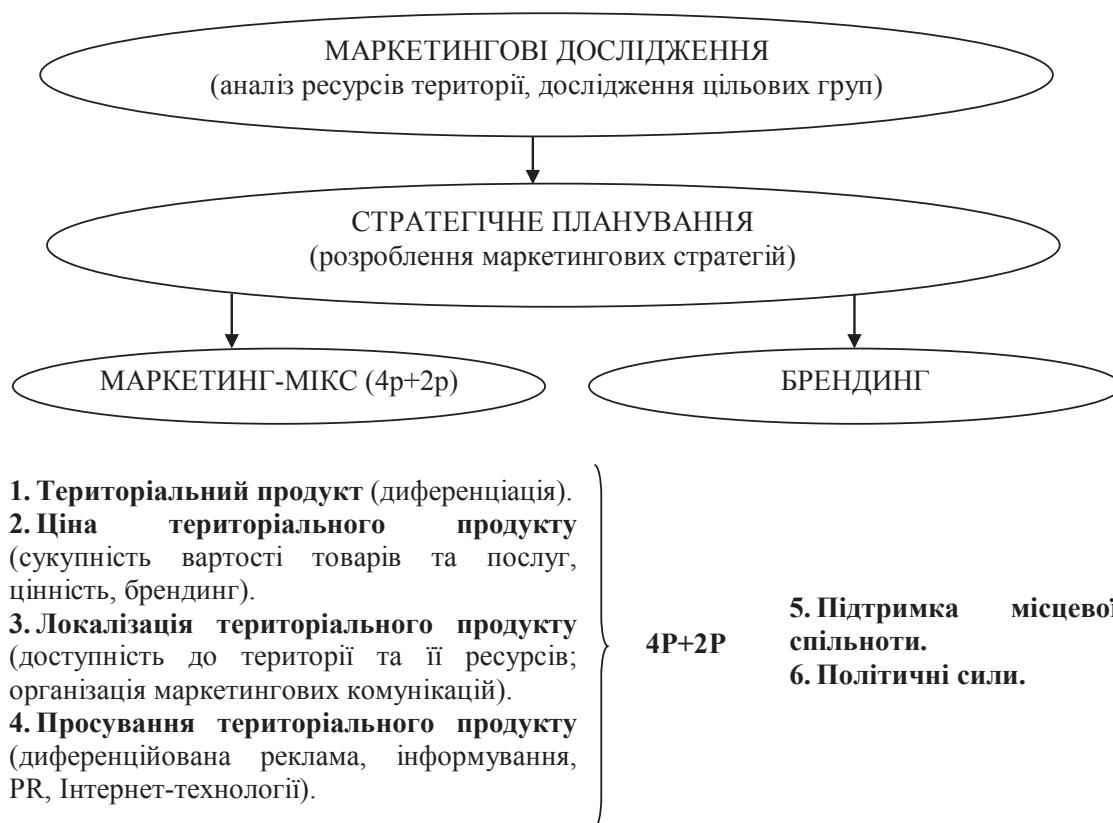 МАРКЕТИНГОВІ ДОСЛІДЖЕННЯ
(аналіз ресурсів території, дослідження цільових груп)
СТРАТЕГІЧНЕ ПЛАНУВАННЯ
(розроблення маркетингових стратегій)
МАРКЕТИНГ-МІКС (4р+2р)
БРЕНДИНГ
1. Територіальний продукт (диференціація).
2. Ціна територіального продукту
(сукупність вартості товарів та послуг,
цінність, брендинг).
3. Локалізація територіального продукту
(доступність до території та її ресурсів;
організація маркетингових комунікацій).
4. Просування територіального продукту
(диференційована реклама, інформування,
PR, Інтернет-технології).
4Р+2Р
5. Підтримка місцевої
спільноти.
6. Політичні сили.